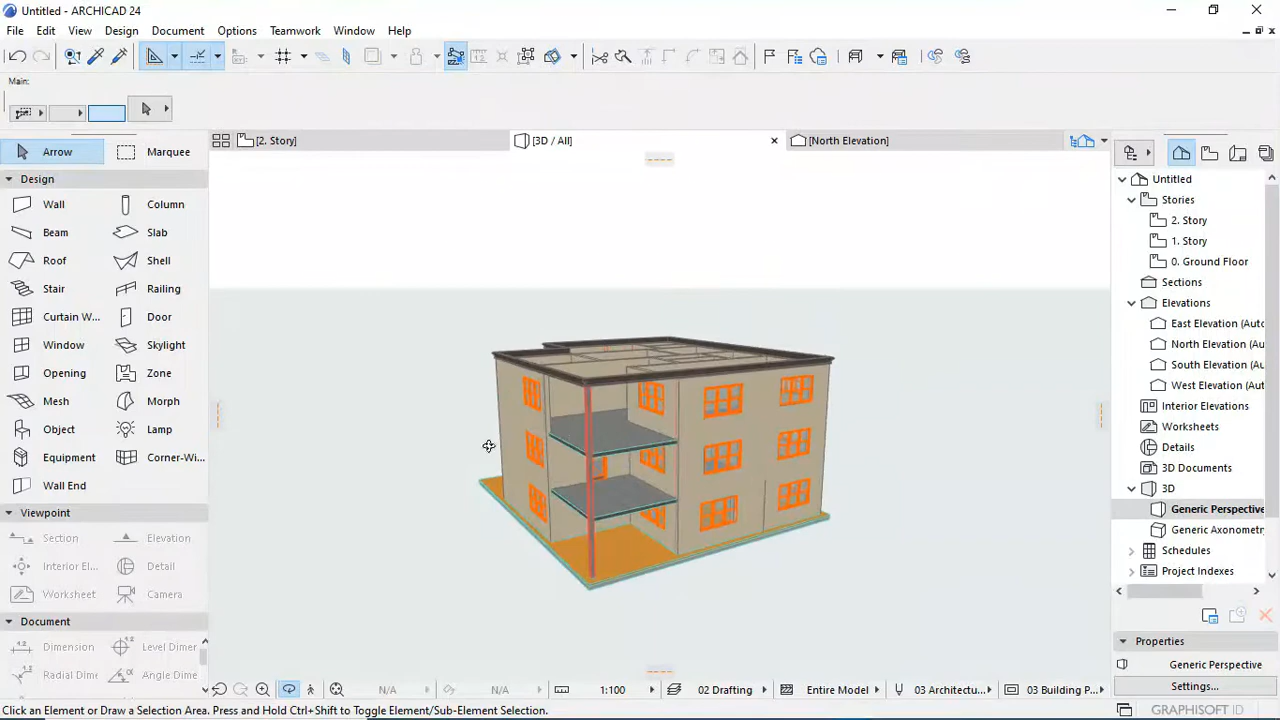 Untitled - ARCHICAD 24
File Edit View Design Document Options Teamwork Window Help
Main:
[2. Story] [3D / All] [North Elevation]
Arrow Marquee
Design
Wall Column
Beam Slab
Roof Shell
Stair Railing
Curtain W... Door
Window Skylight
Opening Zone
Mesh Morph
Object Lamp
Equipment Corner-Wi...
Wall End
Viewpoint
Section Elevation
Interior El... Detail
Worksheet Camera
Document
Dimension Level Dimer
Radial Dim Angle Dime
Untitled
Stories
2. Story
1. Story
0. Ground Floor
Sections
Elevations
East Elevation (Auto
North Elevation (Au
South Elevation (Au
West Elevation (Aut
Interior Elevations
Worksheets
Details
3D Documents
3D
Generic Perspective
Generic Axonometr
Schedules
Project Indexes
Properties
Generic Perspective
Settings...
N/A N/A 1:100 02 Drafting Entire Model 03 Architectu... 03 Building P...
Click an Element or Draw a Selection Area. Press and Hold Ctrl+Shift to Toggle Element/Sub-Element Selection.
GRAPHISOFT ID